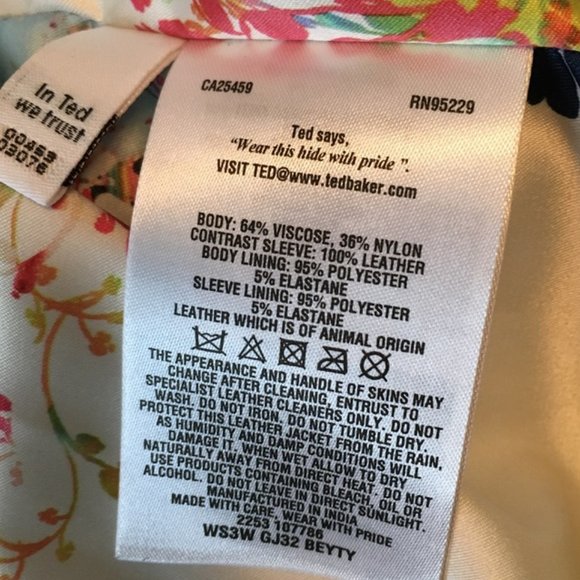 In Ted
we trust
00453
03076
CA25459
RN95229
Ted says,
“Wear this hide with pride ”.
VISIT TED@www.tedbaker.com
BODY: 64% VISCOSE, 36% NYLON
CONTRAST SLEEVE: 100% LEATHER
BODY LINING: 95% POLYESTER
5% ELASTANE
SLEEVE LINING: 95% POLYESTER
5% ELASTANE
LEATHER WHICH IS OF ANIMAL ORIGIN
THE APPEARANCE AND HANDLE OF SKINS MAY
CHANGE AFTER CLEANING, ENTRUST TO
SPECIALIST LEATHER CLEANERS ONLY. DO NOT
WASH. DO NOT IRON. DO NOT TUMBLE DRY.
PROTECT THIS LEATHER JACKET FROM THE RAIN.
AS HUMIDITY AND DAMP CONDITIONS WILL
DAMAGE IT. WHEN WET ALLOW TO DRY
NATURALLY AWAY FROM DIRECT HEAT. DO NOT
USE PRODUCTS CONTAINING BLEACH, OIL OR
ALCOHOL. DO NOT LEAVE IN DIRECT SUNLIGHT.
MANUFACTURED IN INDIA
MADE WITH CARE, WEAR WITH PRIDE
2253 107786
WS3W GJ32 BEYTY